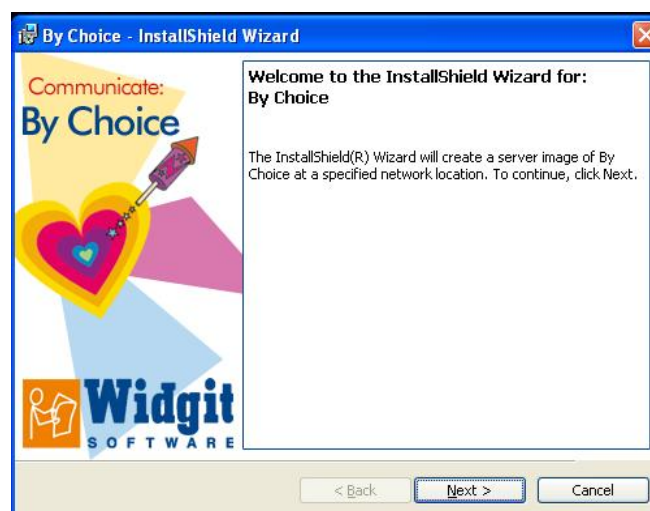 By Choice - InstallShield Wizard
Communicate:
By Choice
Widgit
SOFTWARE
Welcome to the InstallShield Wizard for:
By Choice
The InstallShield(R) Wizard will create a server image of By
Choice at a specified network location. To continue, click Next.
< Back
Next >
Cancel